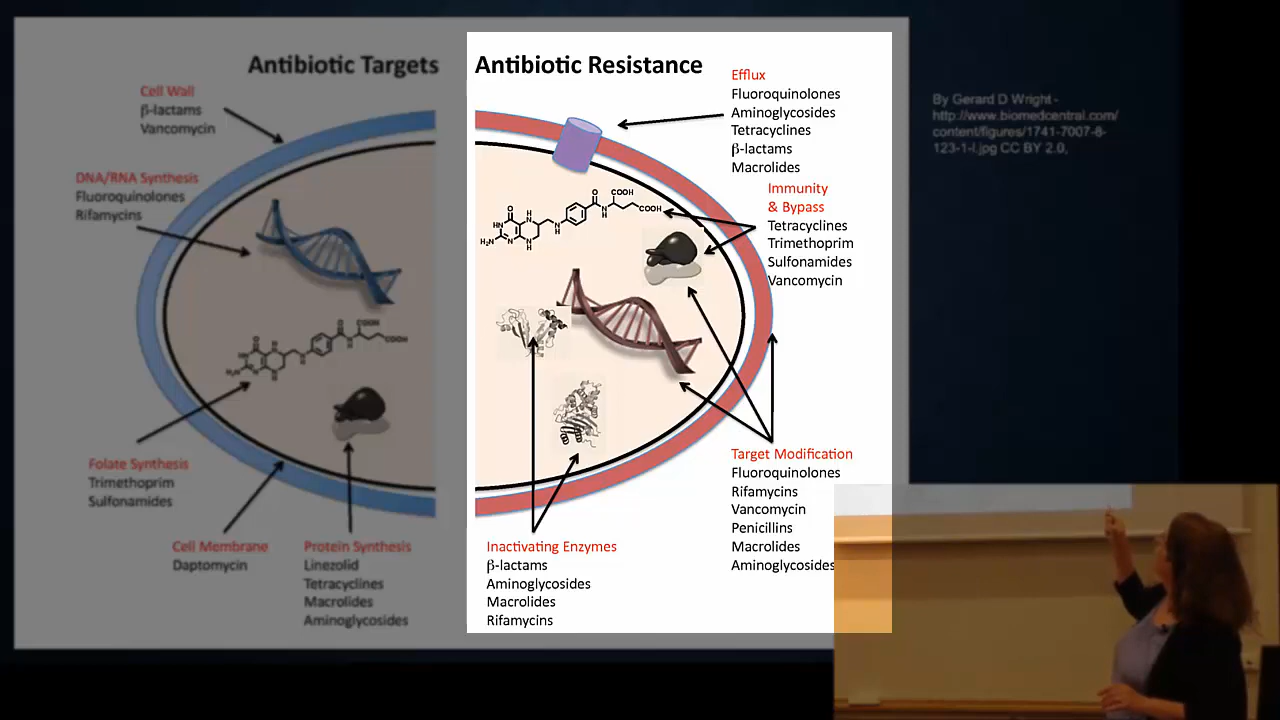 Antibiotic Targets
Cell Wall
β-lactams
Vancomycin
DNA/RNA Synthesis
Fluoroquinolones
Rifamycins
Folate Synthesis
Trimethoprim
Sulfonamides
Cell Membrane
Daptomycin
Protein Synthesis
Linezolid
Tetracyclines
Macrolides
Aminoglycosides
Antibiotic Resistance
Efflux
Fluoroquinolones
Aminoglycosides
Tetracyclines
β-lactams
Macrolides
Immunity
& Bypass
Tetracyclines
Trimethoprim
Sulfonamides
Vancomycin
Target Modification
Fluoroquinolones
Rifamycins
Vancomycin
Penicillins
Macrolides
Aminoglycosides
Inactivating Enzymes
β-lactams
Aminoglycosides
Macrolides
Rifamycins
By Gerard D Wright -
http://www.biomedcentral.com/
content/figures/1741-7007-8-
123-1-l.jpg CC BY 2.0,